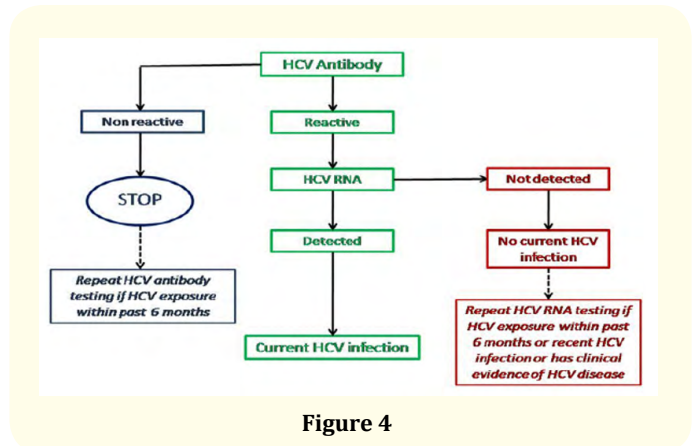 HCV Antibody
Non reactive
Reactive
STOP
HCV RNA
Not detected
Detected
No current HCV
infection
Repeat HCV antibody
testing if HCV exposure
within past 6 months
Current HCV infection
Repeat HCV RNA testing if
HCV exposure within past
6 months or recent HCV
infection or has clinical
evidence of HCV disease
Figure 4